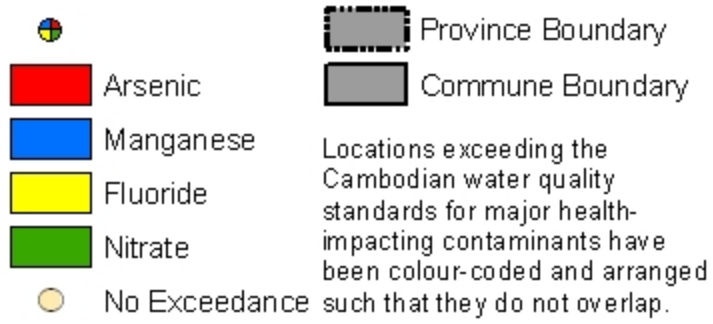 Province Boundary
Arsenic
Commune Boundary
Manganese
Fluoride
Nitrate
No Exceedance
Locations exceeding the
Cambodian water quality
standards for major health-
impacting contaminants have
been colour-coded and arranged
such that they do not overlap.